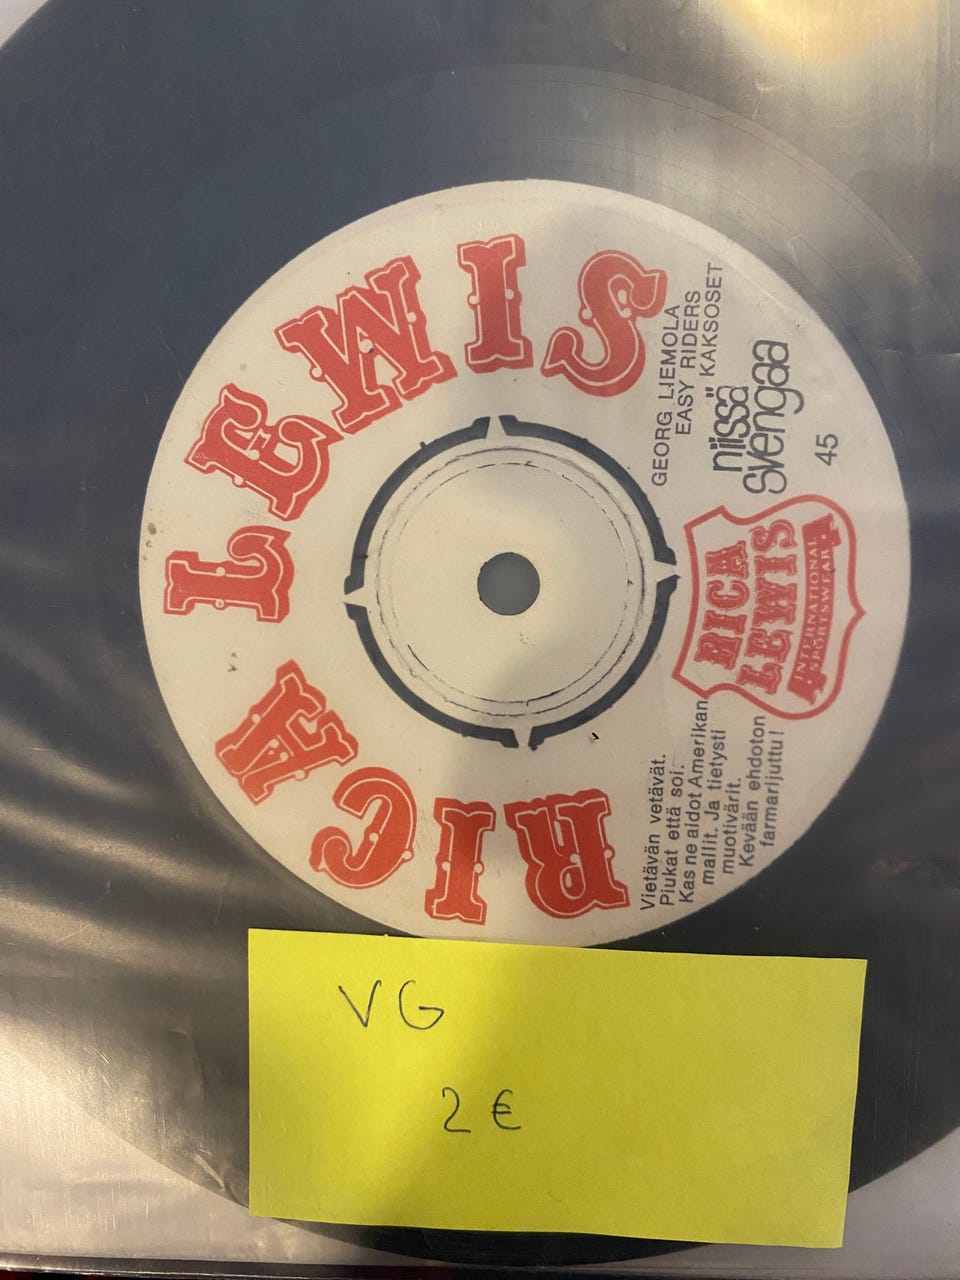 RICA LEWIS
Vietävän vetävät.
Piukat että soi.
Kas ne aidot Amerikan
mallit. Ja tietysti
muotivärit.
Kevään ehdoton
farmarijuttu!
RICA
LEWIS
INTERNATIONAL
SPORTSWEAR
GEORG LIEMOLA
EASY RIDERS
KAKSOSET
niissä
svengaa
45
VG
2 €